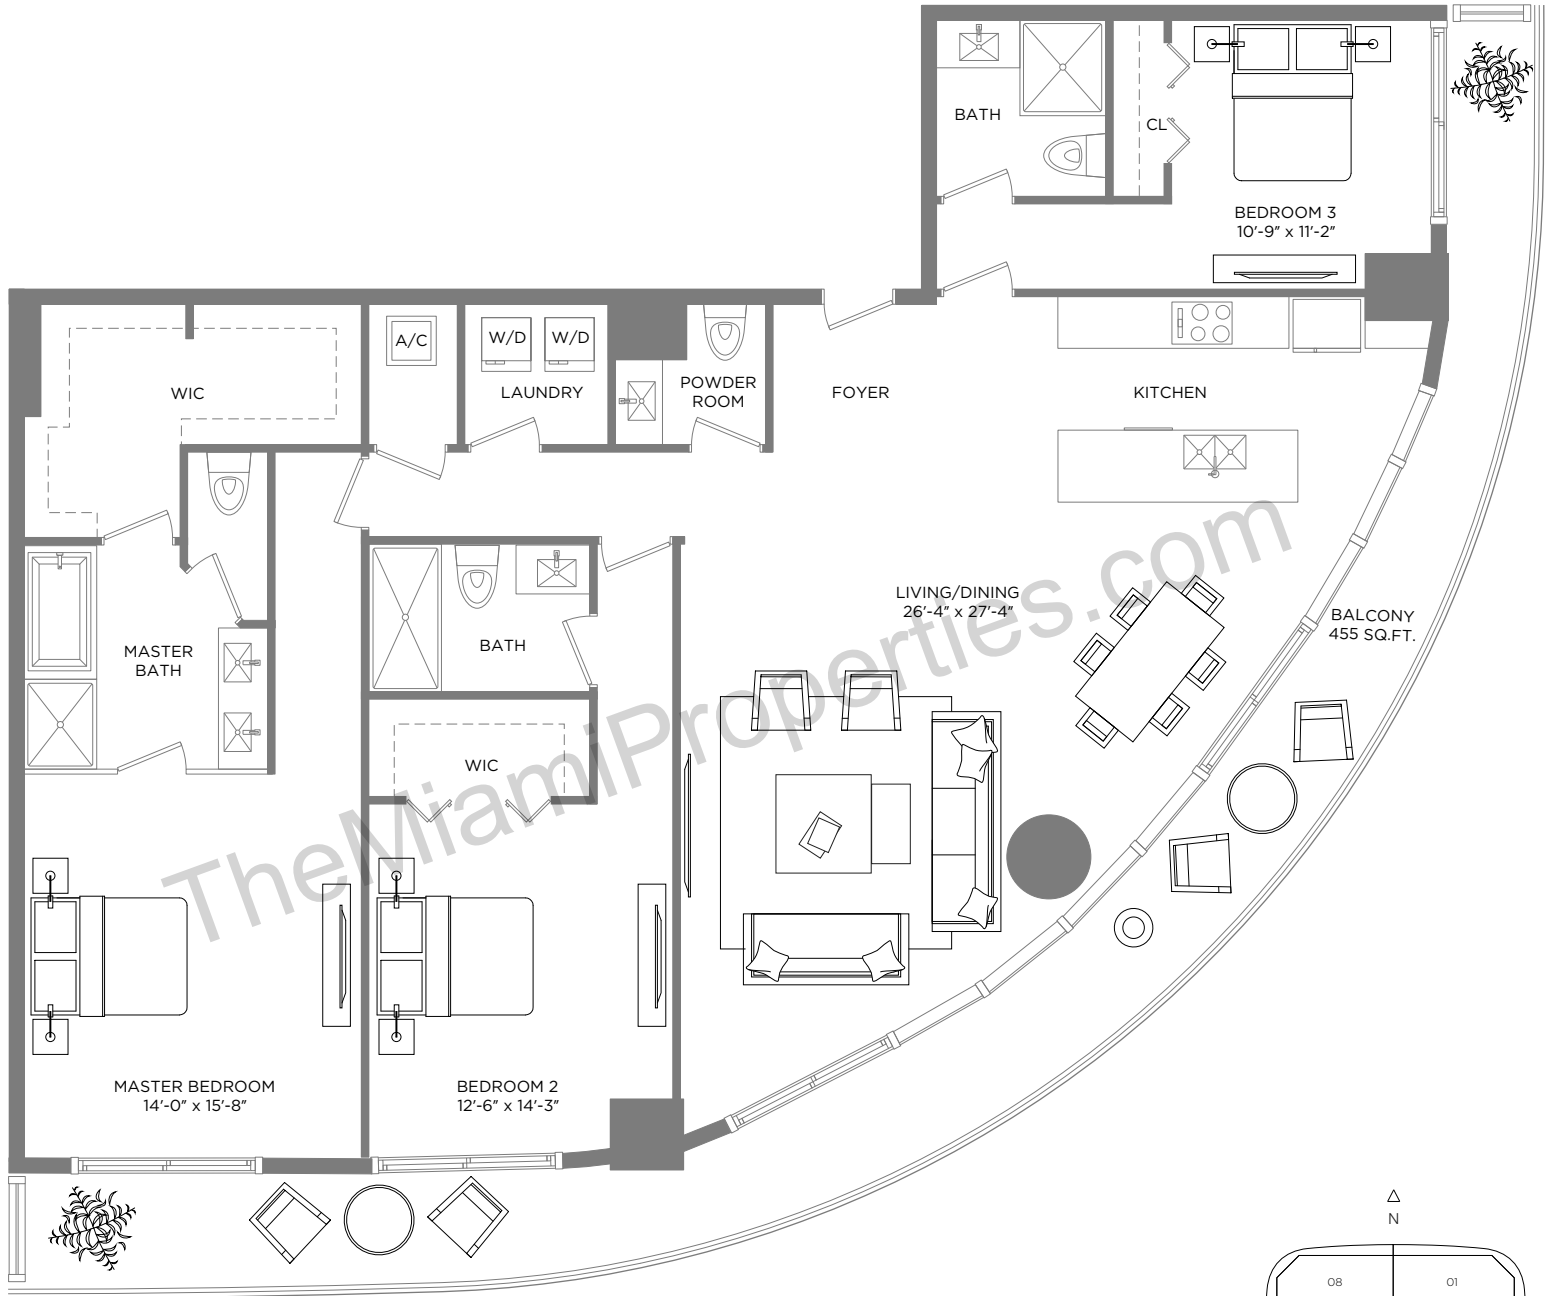 BATH
CL
BEDROOM 3
10'-9" x 11'-2"
A/C
W/D
W/D
WIC
LAUNDRY
POWDER
ROOM
FOYER
KITCHEN
LIVING/DINING
26'-4" x 27'-4"
BALCONY
455 SQ.FT.
MASTER
BATH
BATH
WIC
TheMiamiProperties.com
MASTER BEDROOM
14'-0" x 15'-8"
BEDROOM 2
12'-6" x 14'-3"
N
08
01